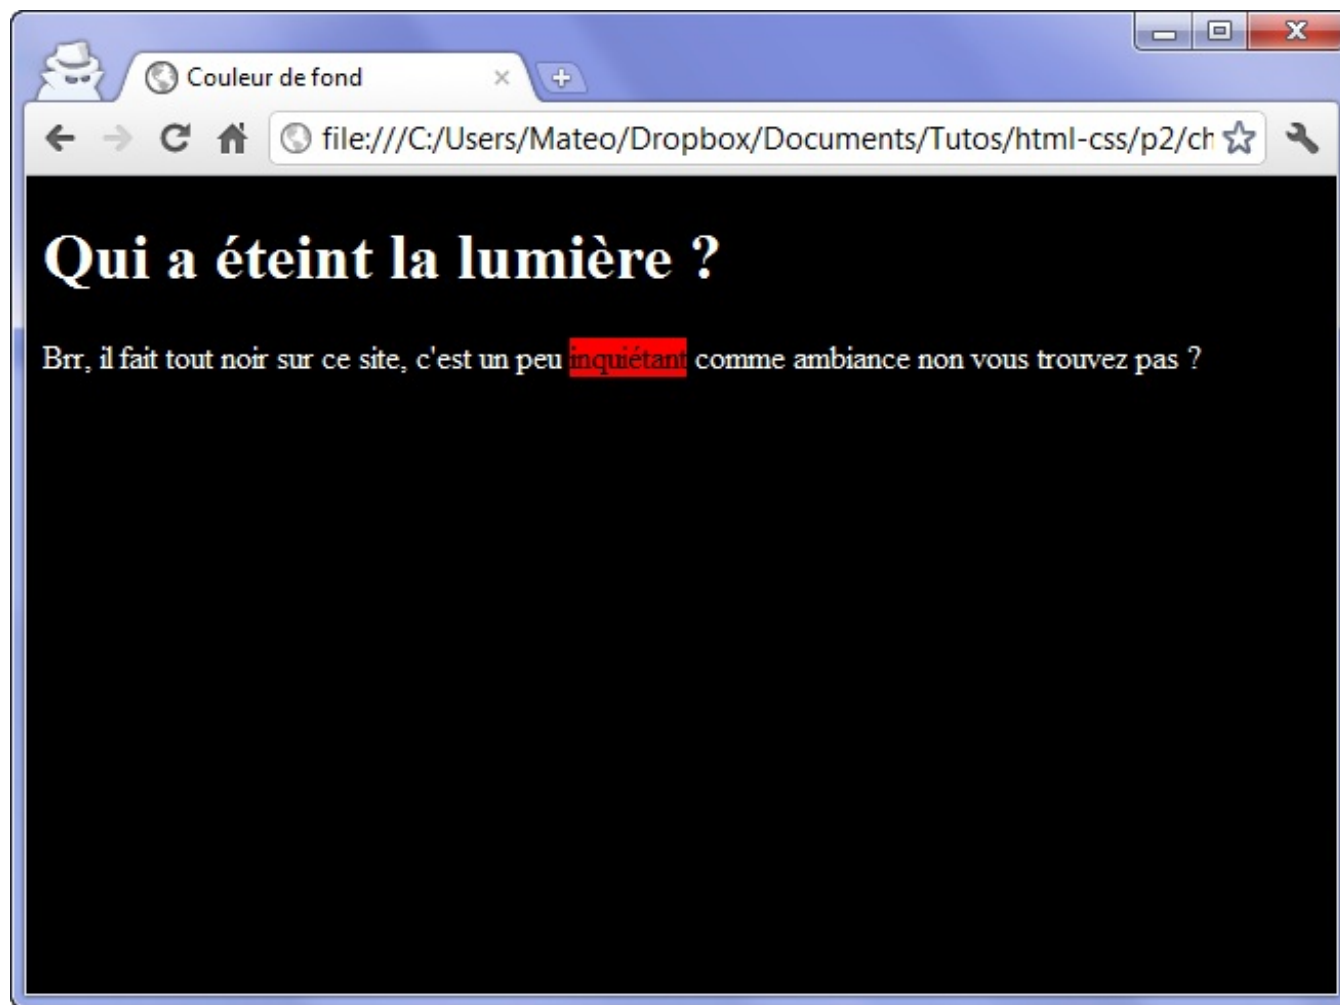 Couleur de fond
file:///C:/Users/Mateo/Dropbox/Documents/Tutos/html-css/p2/ch
Qui a éteint la lumière ?
Brr, il fait tout noir sur ce site, c'est un peu inquiétant comme ambiance non vous trouvez pas ?